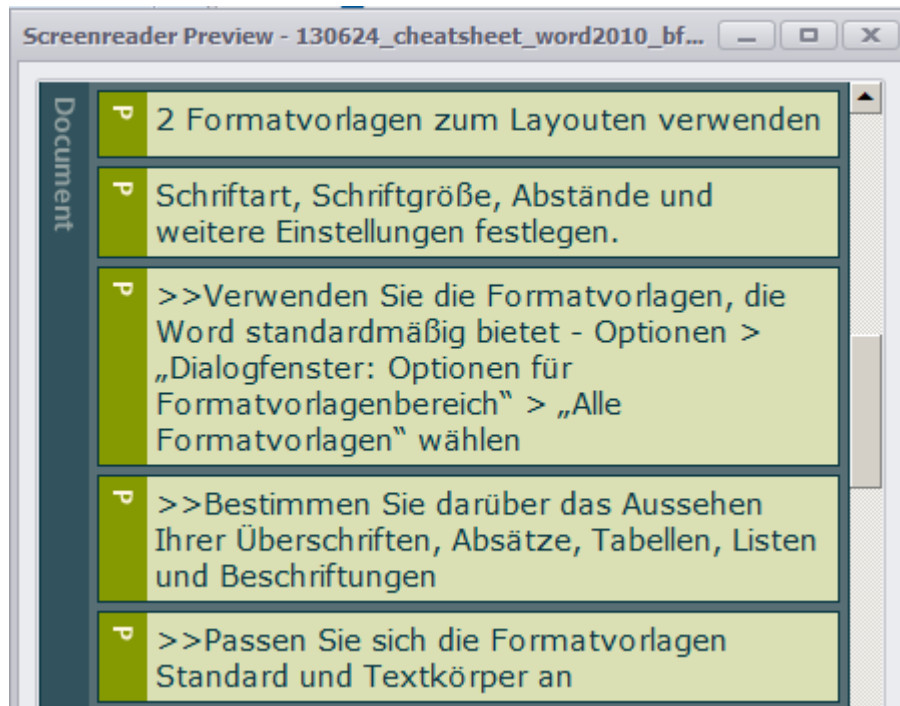 Screenreader Preview - 130624_cheatsheet_word2010_bf...
Document
P
2 Formatvorlagen zum Layouten verwenden
P
Schriftart, Schriftgröße, Abstände und
weitere Einstellungen festlegen.
P
>>Verwenden Sie die Formatvorlagen, die
Word standardmäßig bietet - Optionen >
„Dialogfenster: Optionen für
Formatvorlagenbereich“ > „Alle
Formatvorlagen“ wählen
P
>>Bestimmen Sie darüber das Aussehen
Ihrer Überschriften, Absätze, Tabellen, Listen
und Beschriftungen
P
>>Passen Sie sich die Formatvorlagen
Standard und Textkörper an